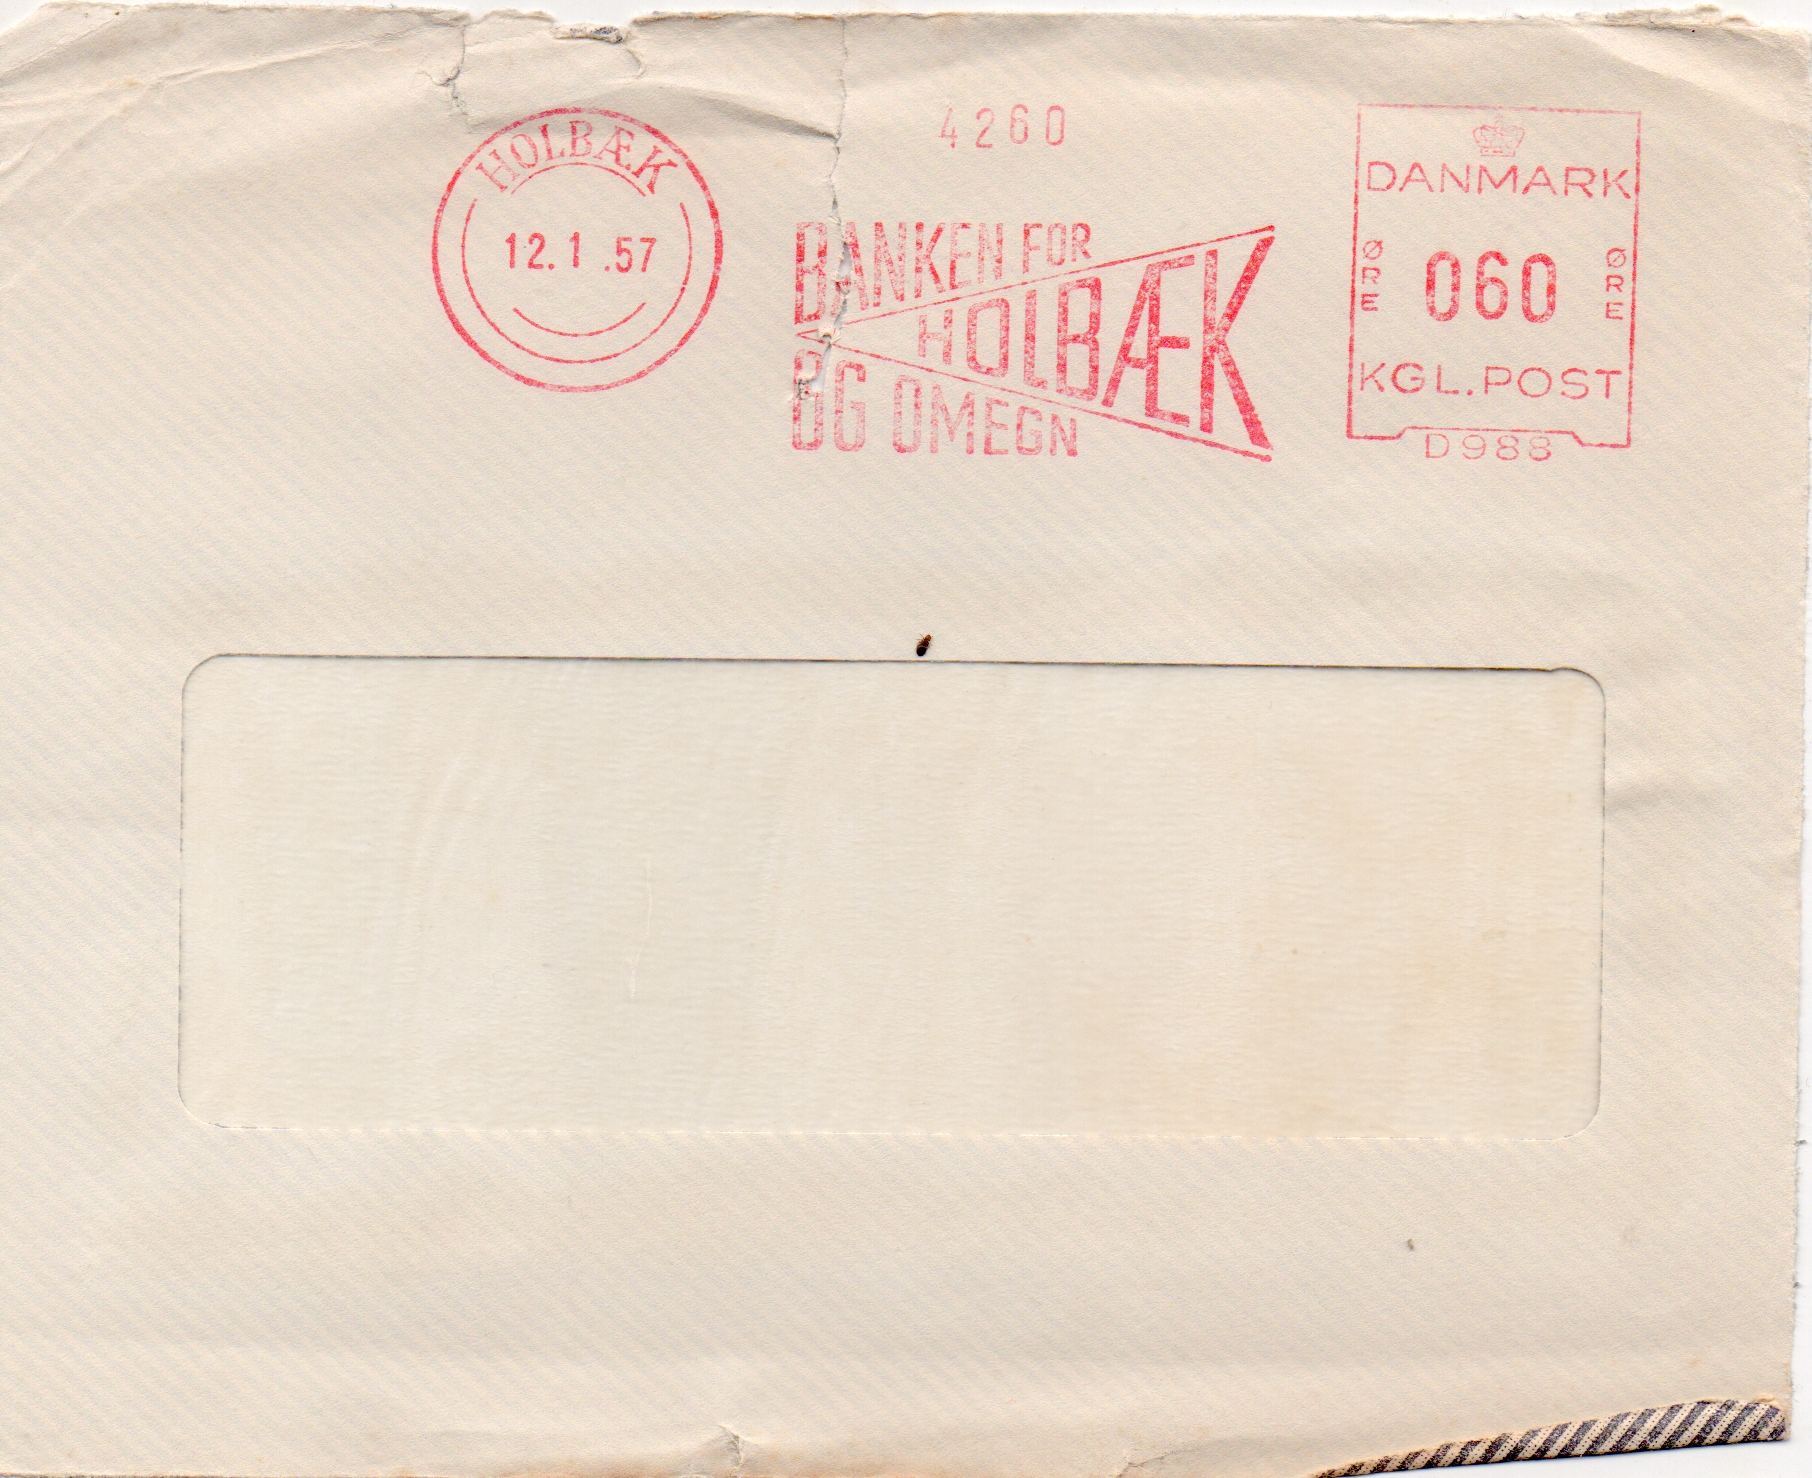 HOLBÆK
12.1.57
4260
BANKEN FOR
HOLBÆK
OG OMEGN
DANMARK
ØRE 060 ØRE
KGL.POST
D988